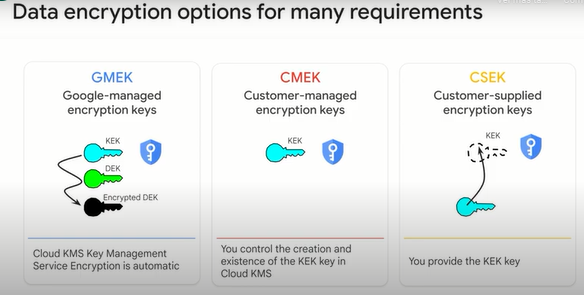 Data encryption options for many requirements
GMEK
Google-managed
encryption keys
KEK
DEK
Encrypted DEK
Cloud KMS Key Management
Service Encryption is automatic
CMEK
Customer-managed
encryption keys
KEK
You control the creation and
existence of the KEK key in
Cloud KMS
CSEK
Customer-supplied
encryption keys
KEK
You provide the KEK key